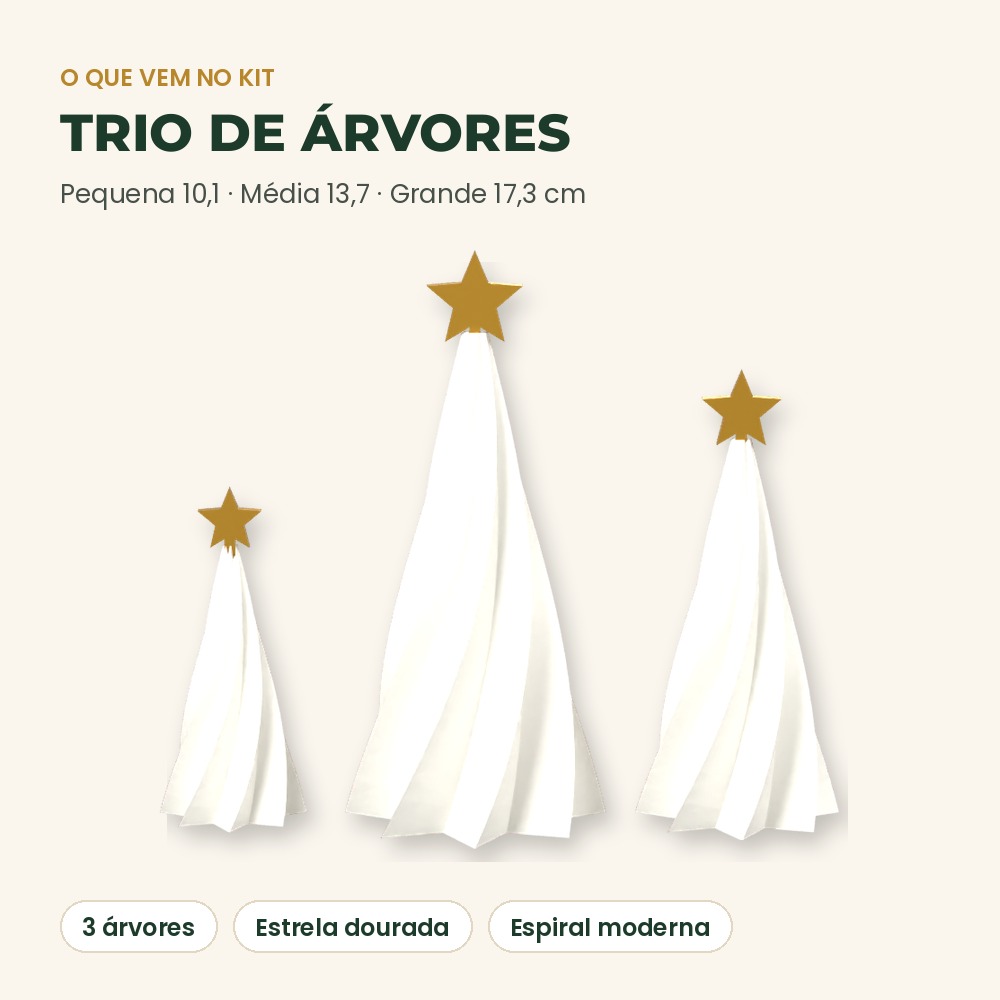 O QUE VEM NO KIT
TRIO DE ÁRVORES
Pequena 10,1 · Média 13,7 · Grande 17,3 cm
3 árvores
Estrela dourada
Espiral moderna